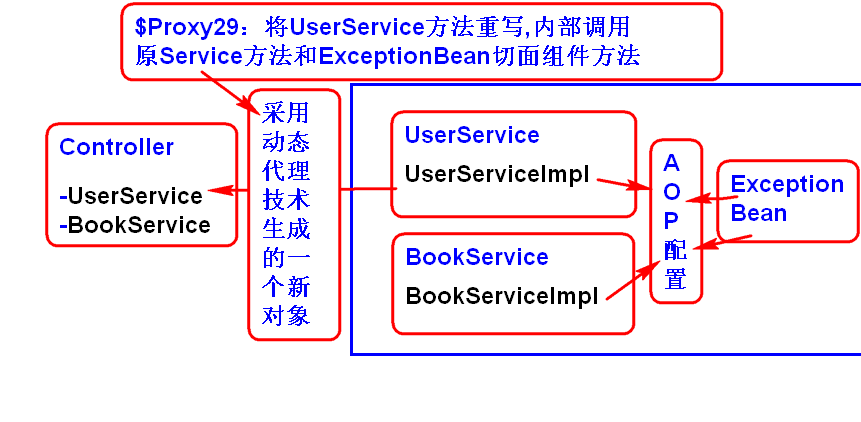 $Proxy29：将UserService方法重写,内部调用
原Service方法和ExceptionBean切面组件方法
Controller
-UserService
-BookService
采用
动态
代理
技术
生成
的一
个新
对象
UserService
UserServiceImpl
BookService
BookServiceImpl
A
O
P
配
置
Exception
Bean